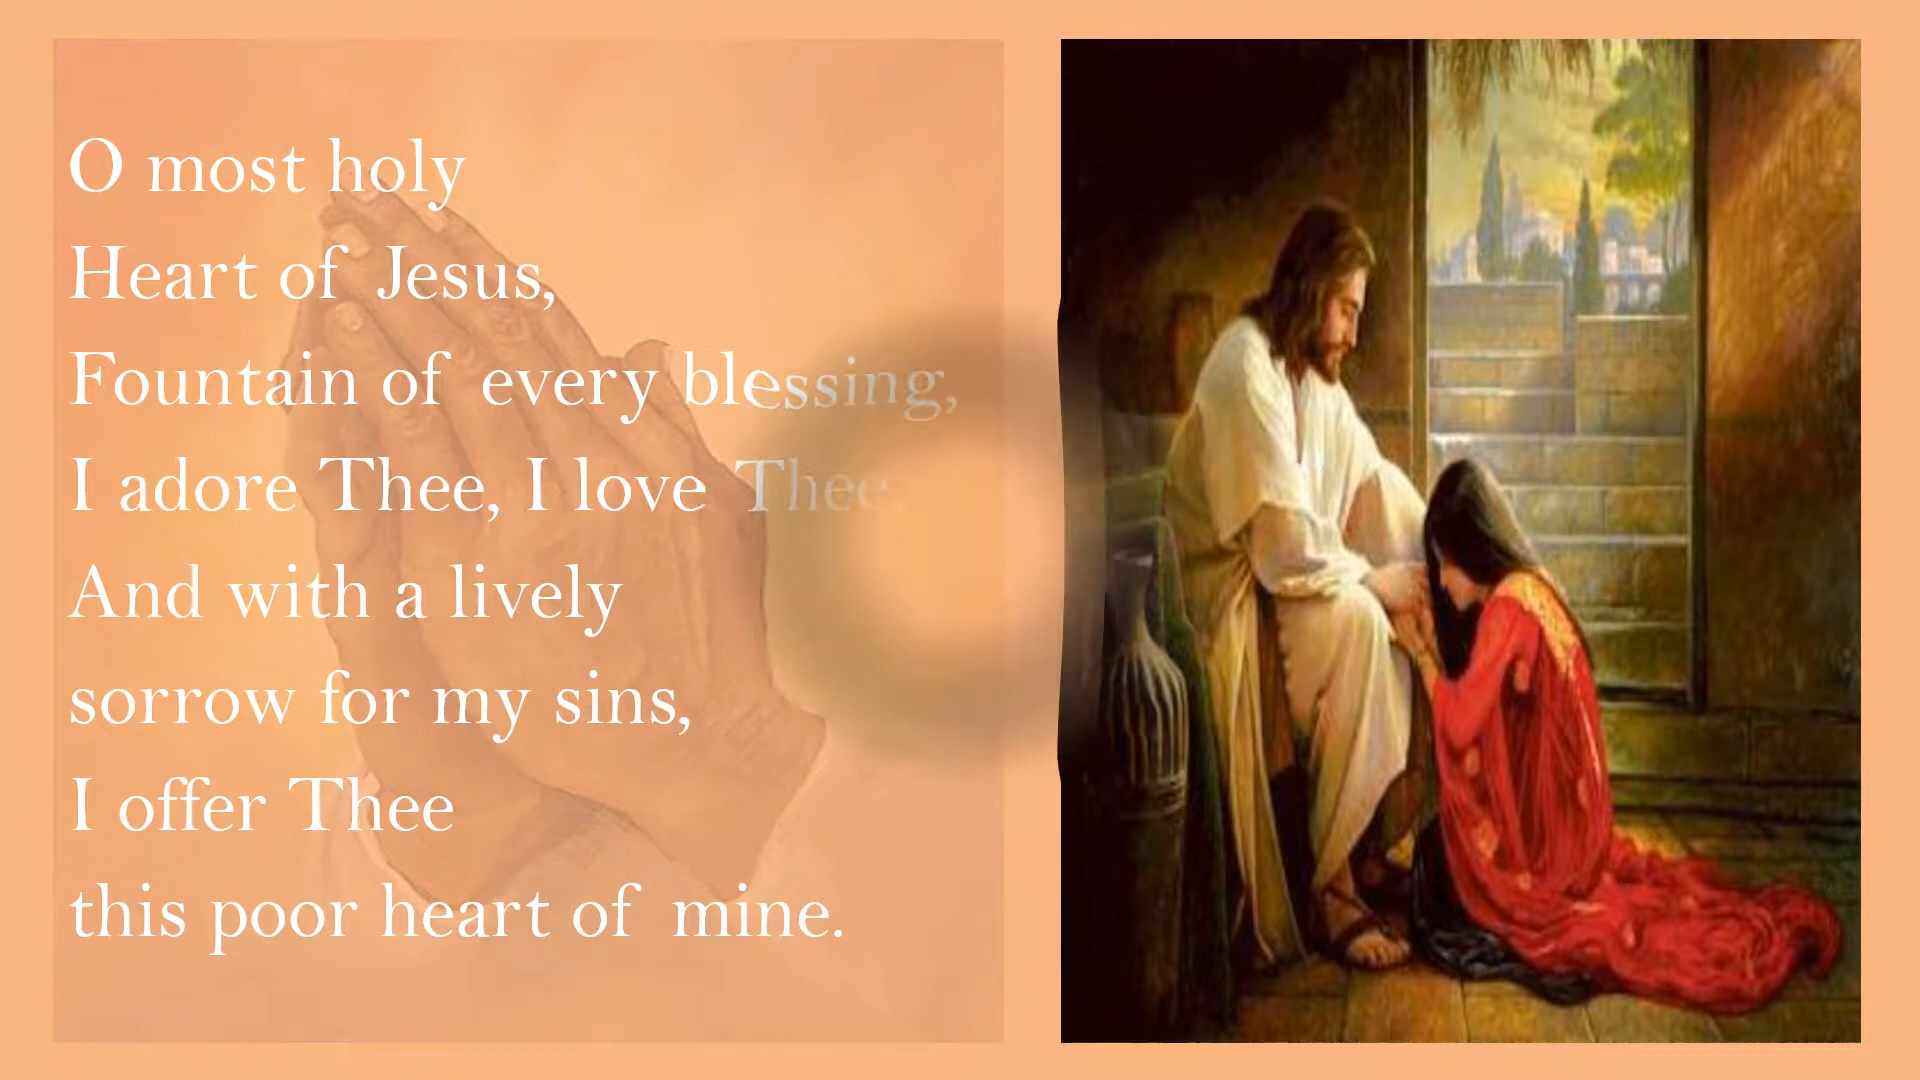 O most holy
Heart of Jesus,
Fountain of every blessing,
I adore Thee, I love Thee.
And with a lively
sorrow for my sins,
I offer Thee
this poor heart of mine.